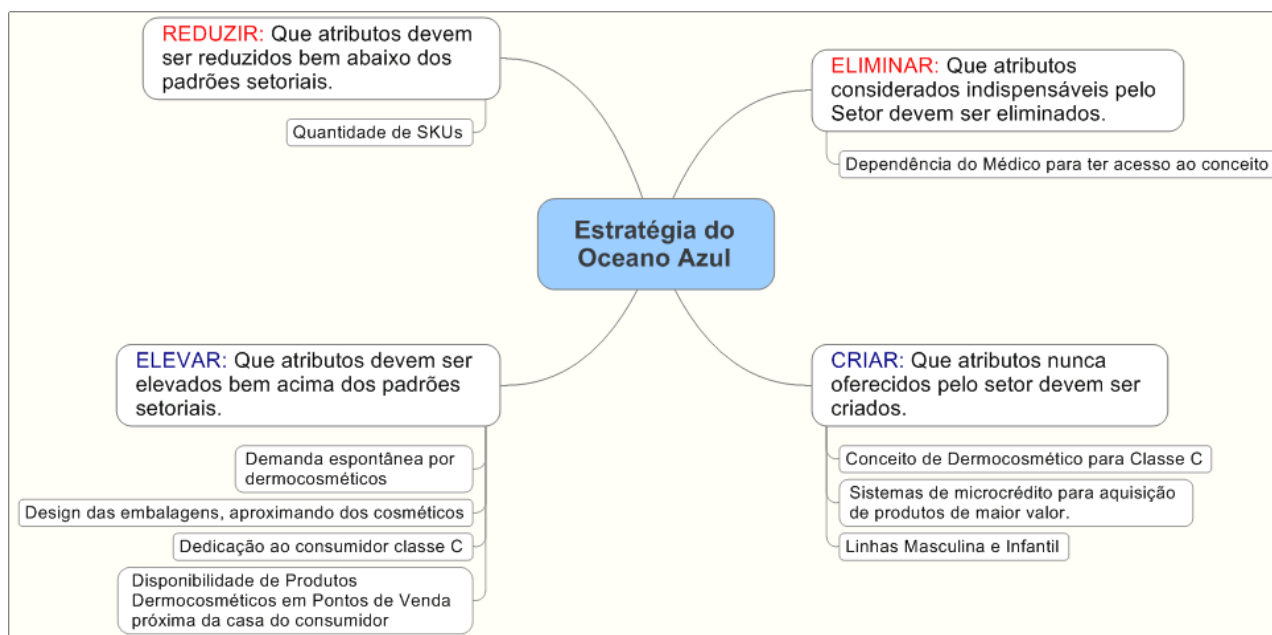 REDUZIR: Que atributos devem
ser reduzidos bem abaixo dos
padrões setoriais.
Quantidade de SKUs
ELIMINAR: Que atributos
considerados indispensáveis pelo
Setor devem ser eliminados.
Dependência do Médico para ter acesso ao conceito
Estratégia do
Oceano Azul
ELEVAR: Que atributos devem ser
elevados bem acima dos padrões
setoriais.
Demanda espontânea por
dermocosméticos
Design das embalagens, aproximando dos cosméticos
Dedicação ao consumidor classe C
Disponibilidade de Produtos
Dermocosméticos em Pontos de Venda
próxima da casa do consumidor
CRIAR: Que atributos nunca
oferecidos pelo setor devem ser
criados.
Conceito de Dermocosmético para Classe C
Sistemas de microcrédito para aquisição
de produtos de maior valor.
Linhas Masculina e Infantil